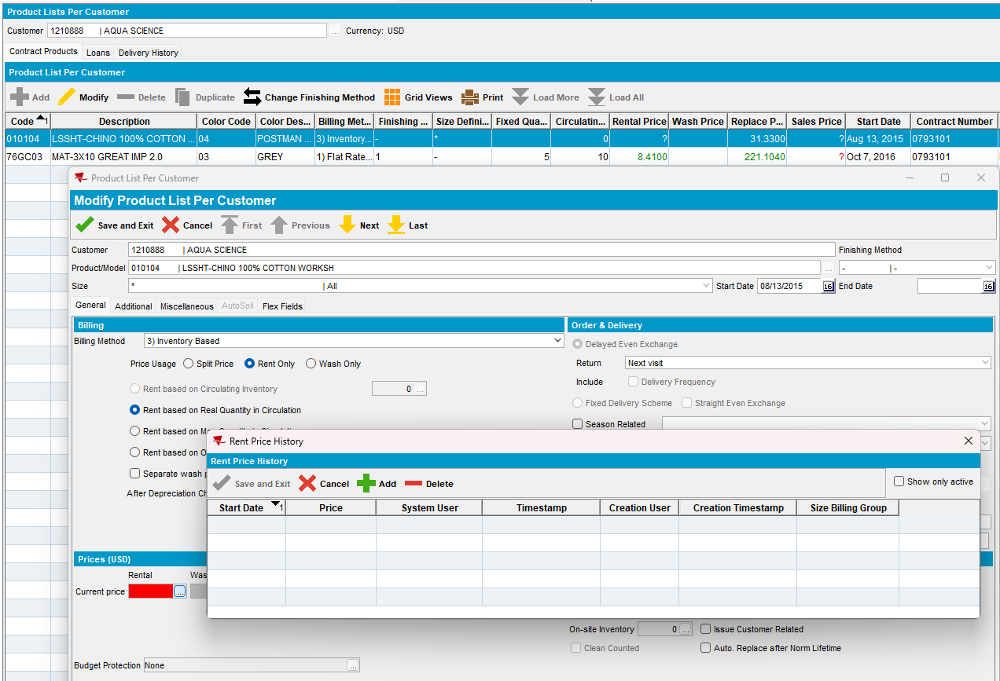 Product Lists Per Customer
Customer 1210888 | AQUA SCIENCE ... Currency: USD
Contract Products Loans Delivery History
Product List Per Customer
Add Modify Delete Duplicate Change Finishing Method Grid Views Print Load More Load All
Code 1 Description Color Code Color Des... Billing Met... Finishing ... Size Defini... Fixed Qua... Circulatin... Rental Price Wash Price Replace P... Sales Price Start Date Contract Number
010104 LSSHT-CHINO 100% COTTON ... 04 POSTMAN ... 3) Inventory... - * 0 ? 31.3300 ? Aug 13, 2015 0793101
76GC03 MAT-3X10 GREAT IMP 2.0 03 GREY 1) Flat Rate... 1 - 5 10 8.4100 221.1040 ? Oct 7, 2016 0793101
Product List Per Customer
Modify Product List Per Customer
Save and Exit Cancel First Previous Next Last
Customer 1210888 | AQUA SCIENCE Finishing Method
Product/Model 010104 | LSSHT-CHINO 100% COTTON WORKSH ... - | -
Size * | All Start Date 08/13/2015 16 End Date 16
General Additional Miscellaneous AutoSoil Flex Fields
Billing Order & Delivery
Billing Method 3) Inventory Based Delayed Even Exchange
Price Usage Split Price Rent Only Wash Only Return Next visit
Include Delivery Frequency
Rent based on Circulating Inventory 0 ...
Rent based on Real Quantity in Circulation Fixed Delivery Scheme Straight Even Exchange
Season Related
Rent based on
Rent Price History
Rent based on O
Rent Price History
Separate wash p
Save and Exit Cancel Add Delete Show only active
After Depreciation Ch
Start Date 1 Price System User Timestamp Creation User Creation Timestamp Size Billing Group
Prices (USD)
Rental Was
Current price ...
On-site Inventory 0 ... Issue Customer Related
Clean Counted Auto. Replace after Norm Lifetime
Budget Protection None ...